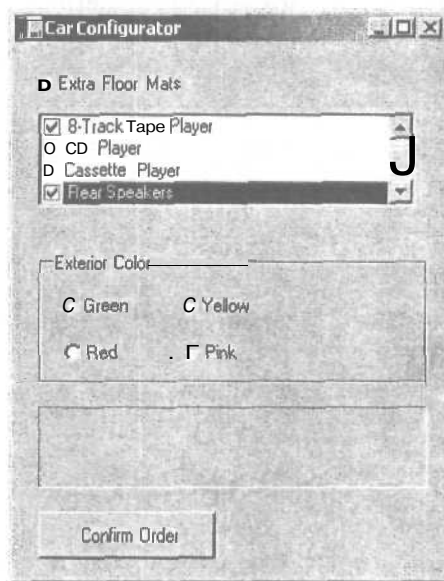 Car Configurator
D Extra Floor Mats
8-Track Tape Player
O CD Player
D Cassette Player
Rear Speakers
J
Exterior Color
C Green C Yellow
Red . Γ Pink
Confirm Order